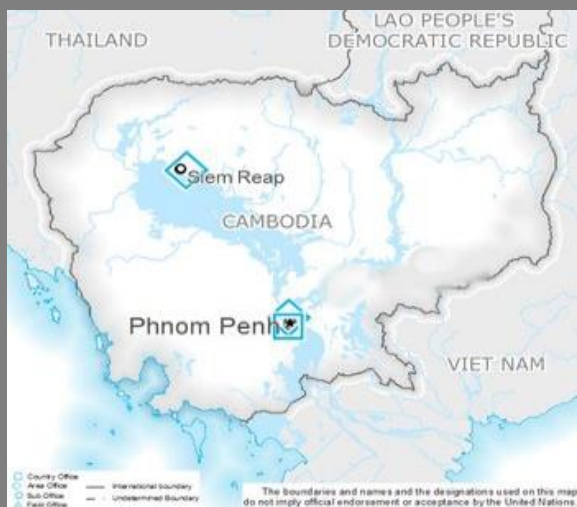 THAILAND
LAO PEOPLE'S
DEMOCRATIC REPUBLIC
Siem Reap
CAMBODIA
Phnom Penh
VIET NAM
Country Office
Area Office
International boundary
Sub Office
Undetermined Boundary
Field Office
The boundaries and names and the designations used on this map
do not imply official endorsement or acceptance by the United Nations.